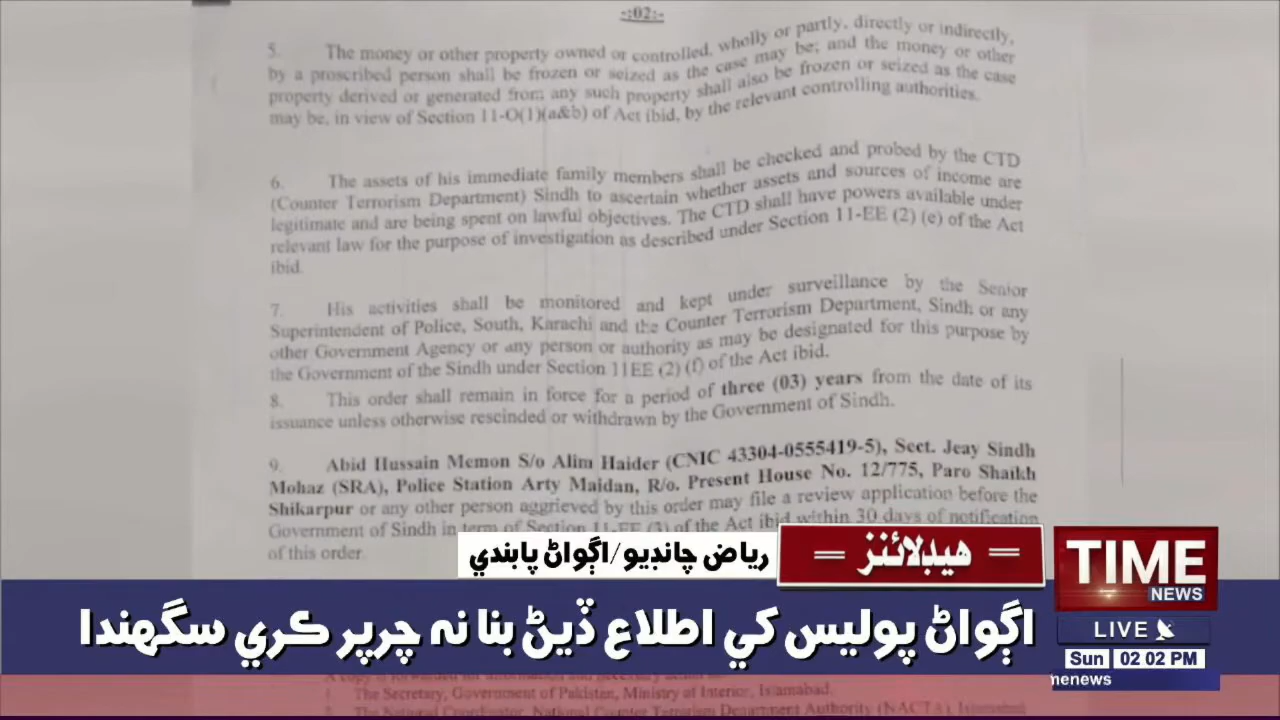 -:02:-
5. The money or other property owned or controlled, wholly or partly, directly or indirectly,
by a proscribed person shall be frozen or seized as the case may be; and the money or other
property derived or generated from any such property shall also be frozen or seized as the case
may be, in view of Section 11-O(1)(a&b) of Act ibid, by the relevant controlling authorities.
6. The assets of his immediate family members shall be checked and probed by the CTD
(Counter Terrorism Department) Sindh to ascertain whether assets and sources of income are
legitimate and are being spent on lawful objectives. The CTD shall have powers available under
relevant law for the purpose of investigation as described under Section 11-EE (2) (e) of the Act
ibid.
7. His activities shall be monitored and kept under surveillance by the Senior
Superintendent of Police, South, Karachi and the Counter Terrorism Department, Sindh or any
other Government Agency or any person or authority as may be designated for this purpose by
the Government of the Sindh under Section 11EE (2) (f) of the Act ibid.
8. This order shall remain in force for a period of three (03) years from the date of its
issuance unless otherwise rescinded or withdrawn by the Government of Sindh.
9. Abid Hussain Memon S/o Alim Haider (CNIC 43304-0555419-5), Sect. Jeay Sindh
Mohaz (SRA), Police Station Arty Maidan, R/o. Present House No. 12/775, Paro Shaikh
Shikarpur or any other person aggrieved by this order may file a review application before the
Government of Sindh in term of Section 11-EE (3) of the Act ibid within 30 days of notification
of this order.
رياض چانڊيو/اڳواڻ پابندي
هيڊلائنز
TIME
NEWS
اڳواڻ پوليس کي اطلاع ڏيڻ بنا نہ چرپر ڪري سگهندا
LIVE
Sun 02 02 PM
menews
1. The Secretary, Government of Pakistan, Ministry of Interior, Islamabad.
2. The National Coordinator, National Counter Terrorism Department Authority (NACTA), Islamabad